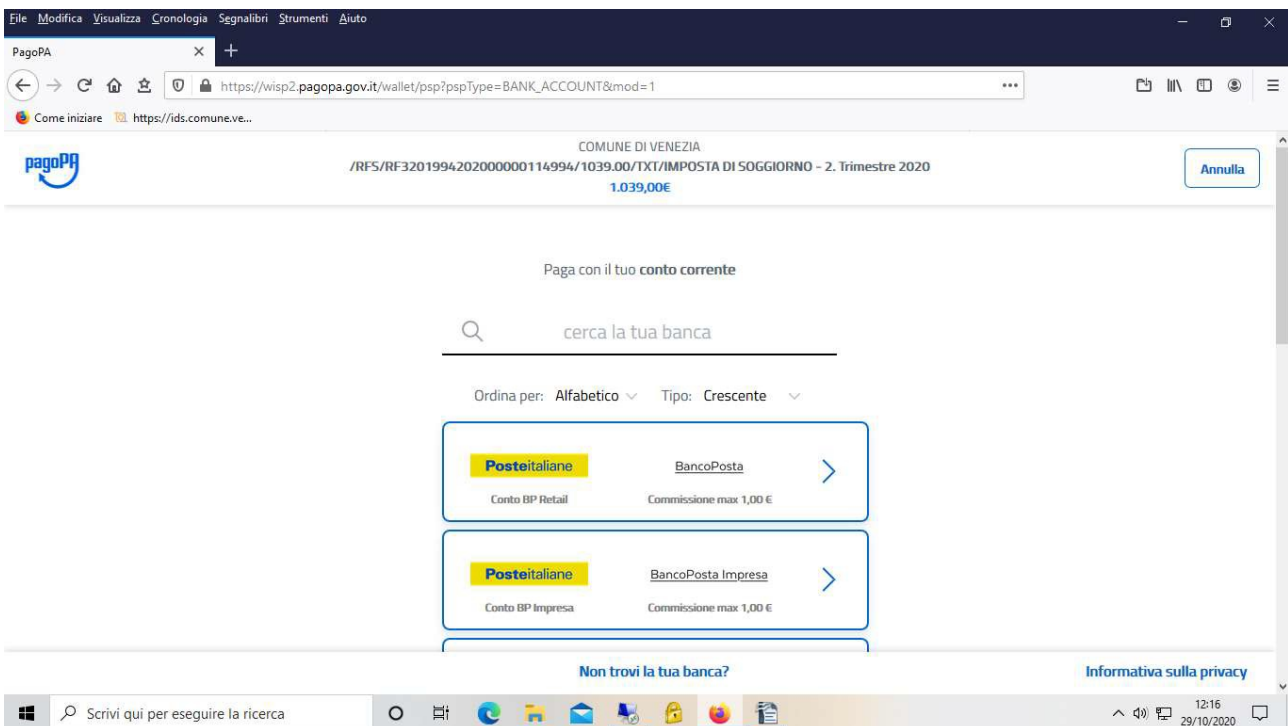 File Modifica Visualizza Cronologia Segnalibri Strumenti Aiuto
PagoPA
https://wisp2.pagopa.gov.it/wallet/psp?pspType=BANK_ACCOUNT&mod=1
Come iniziare https://ids.comune.ve...
pagoPA
COMUNE DI VENEZIA
/RFS/RF32019942020000000114994/1039.00/TXT/IMPOSTA DI SOGGIORNO - 2. Trimestre 2020
1.039,00€
Annulla
Paga con il tuo conto corrente
cerca la tua banca
Ordina per: Alfabetico Tipo: Crescente
Posteitaliane BancoPosta
Conto BP Retail Commissione max 1,00 €
Posteitaliane BancoPosta Impresa
Conto BP Impresa Commissione max 1,00 €
Non trovi la tua banca? Informativa sulla privacy
Scrivi qui per eseguire la ricerca
12:16
29/10/2020